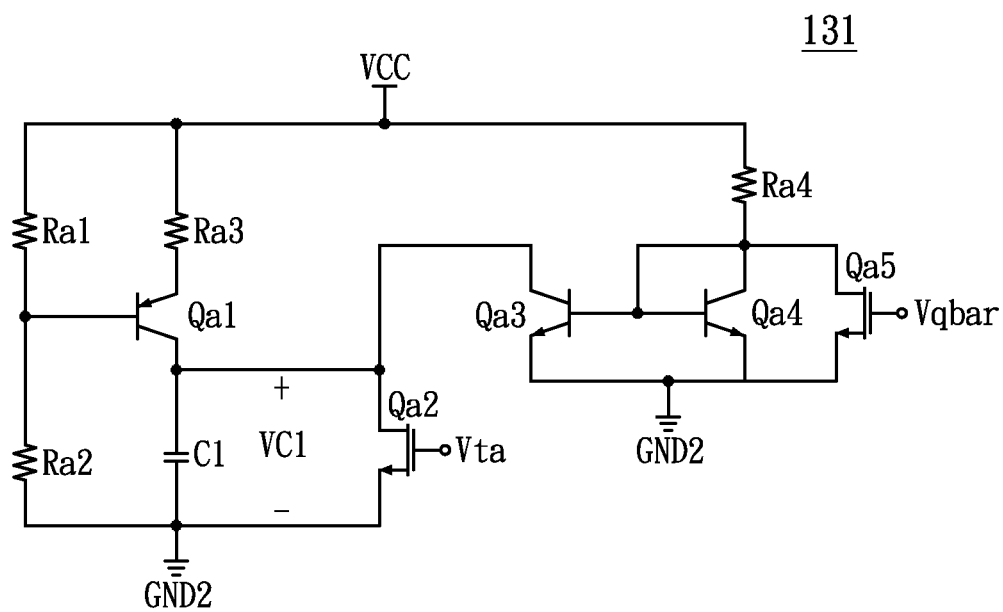 131
VCC
Ra1
Ra3
Ra4
Qa1
Qa3
Qa4
Qa5
Vqbar
+
VC1
-
Qa2
Vta
Ra2
C1
GND2
GND2